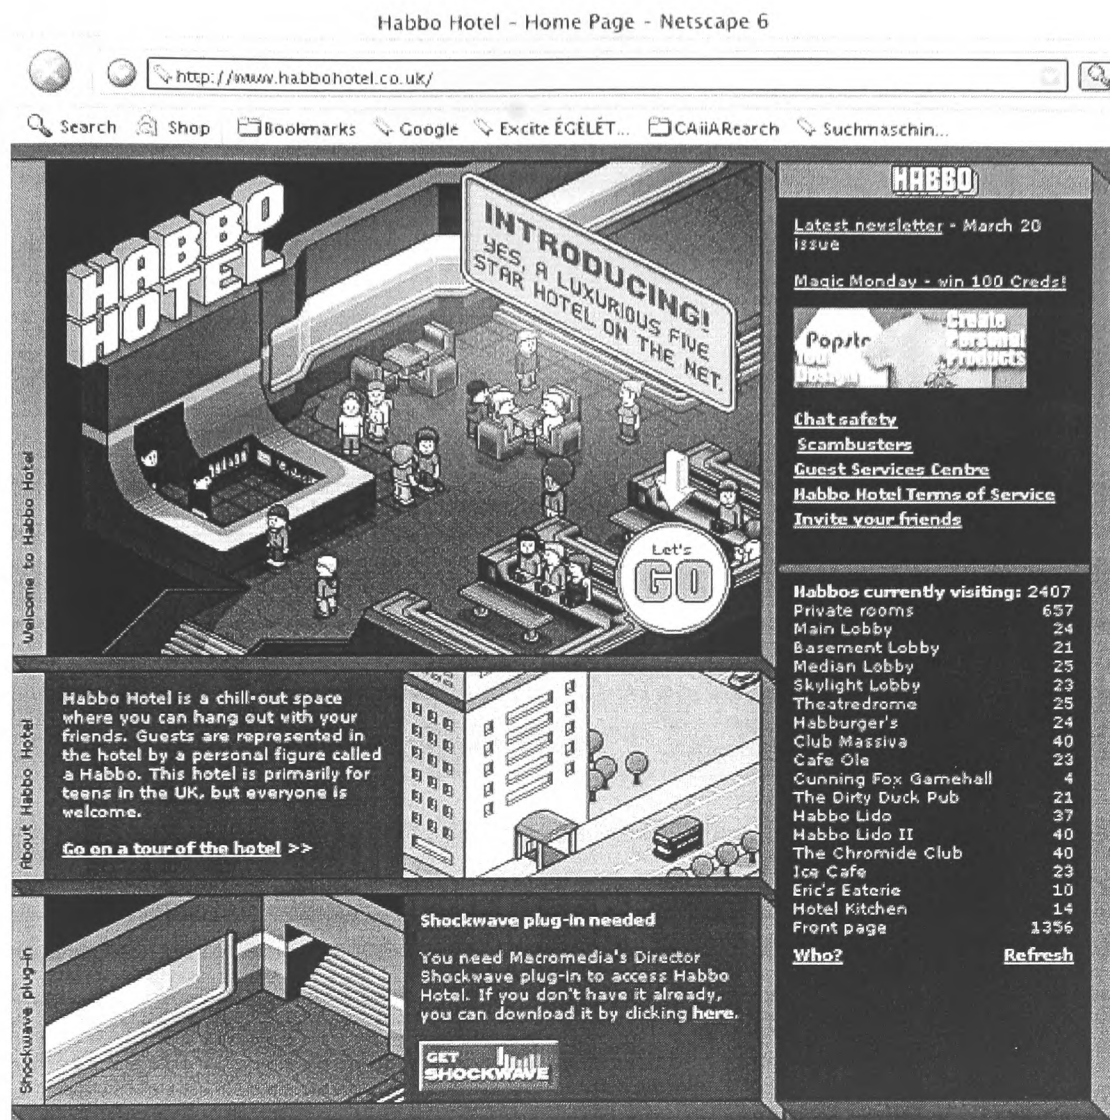 Habbo Hotel - Home Page - Netscape 6
http://www.habbohotel.co.uk/
Search Shop Bookmarks Google Excite ÉGÉLÉT... CAiiARearch Suchmaschin...
Welcome to Habbo Hotel
HABBO
HOTEL
INTRODUCING!
YES, A LUXURIOUS FIVE
STAR HOTEL ON THE NET.
Let's
GO
About Habbo Hotel
Habbo Hotel is a chill-out space
where you can hang out with your
friends. Guests are represented in
the hotel by a personal figure called
a Habbo. This hotel is primarily for
teens in the UK, but everyone is
welcome.
Go on a tour of the hotel >>
Shockwave plug-in
Shockwave plug-in needed
You need Macromedia's Director
Shockwave plug-in to access Habbo
Hotel. If you don't have it already,
you can download it by clicking here.
GET
SHOCKWAVE
HABBO
Latest newsletter - March 20
issue
Magic Monday - win 100 Creds!
You
Design
Create
Personal
Products
Chat safety
Scambusters
Guest Services Centre
Habbo Hotel Terms of Service
Invite your friends
Habbos currently visiting: 2407
Private rooms 657
Main Lobby 24
Basement Lobby 21
Median Lobby 25
Skylight Lobby 23
Theatredrome 25
Habburger's 24
Club Massiva 40
Cafe Ole 23
Cunning Fox Gamehall 4
The Dirty Duck Pub 21
Habbo Lido 37
Habbo Lido II 40
The Chromide Club 40
Ice Cafe 23
Eric's Eaterie 10
Hotel Kitchen 14
Front page 1356
Who? Refresh